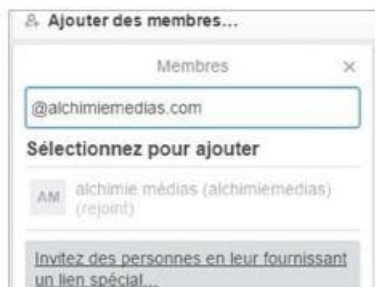 Ajouter des membres...
Membres
@alchimiemedias.com
Sélectionnez pour ajouter
AM
alchimie médias (alchimiemedias)
(rejoint)
Invitez des personnes en leur fournissant
un lien spécial...